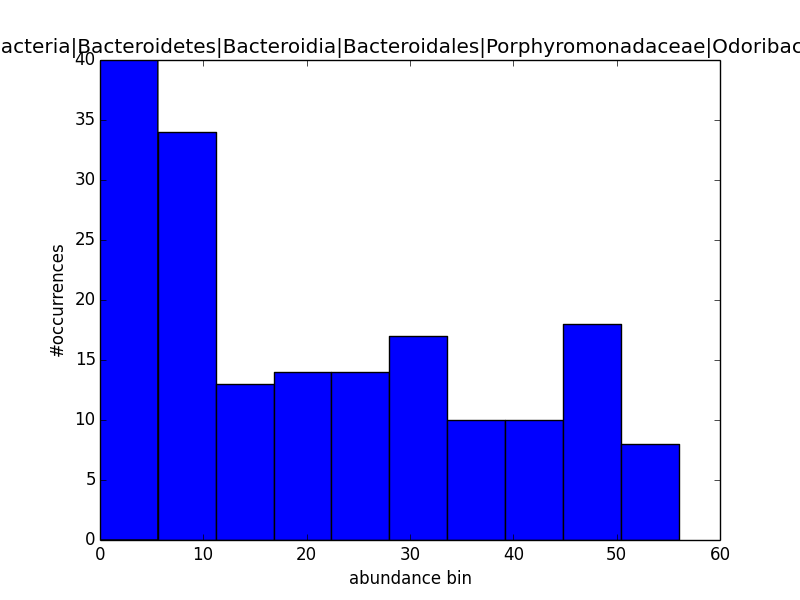 acteria|Bacteroidetes|Bacteroidia|Bacteroidales|Porphyromonadaceae|Odoribac
40
35
30
25
20
15
10
5
0
#occurrences
0 10 20 30 40 50 60
abundance bin